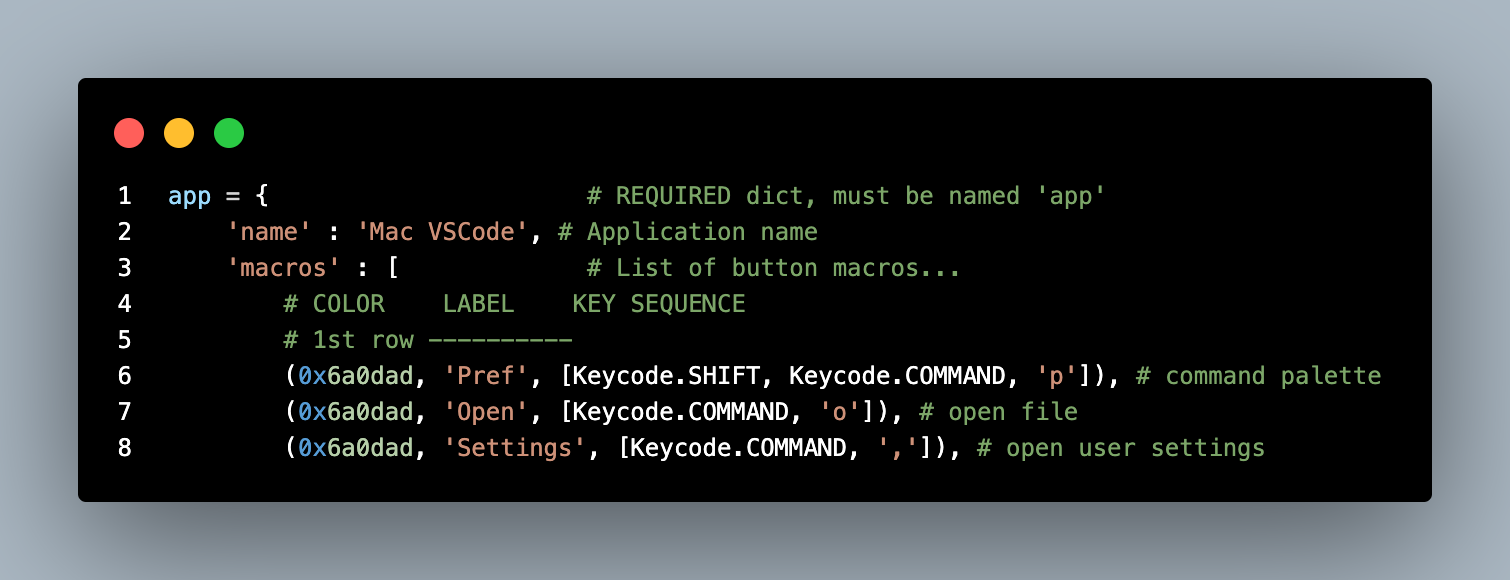 1 app = {                      # REQUIRED dict, must be named 'app'
2     'name' : 'Mac VSCode', # Application name
3     'macros' : [             # List of button macros...
4         # COLOR    LABEL    KEY SEQUENCE
5         # 1st row ----------
6         (0x6a0dad, 'Pref', [Keycode.SHIFT, Keycode.COMMAND, 'p']), # command palette
7         (0x6a0dad, 'Open', [Keycode.COMMAND, 'o']), # open file
8         (0x6a0dad, 'Settings', [Keycode.COMMAND, ',']), # open user settings